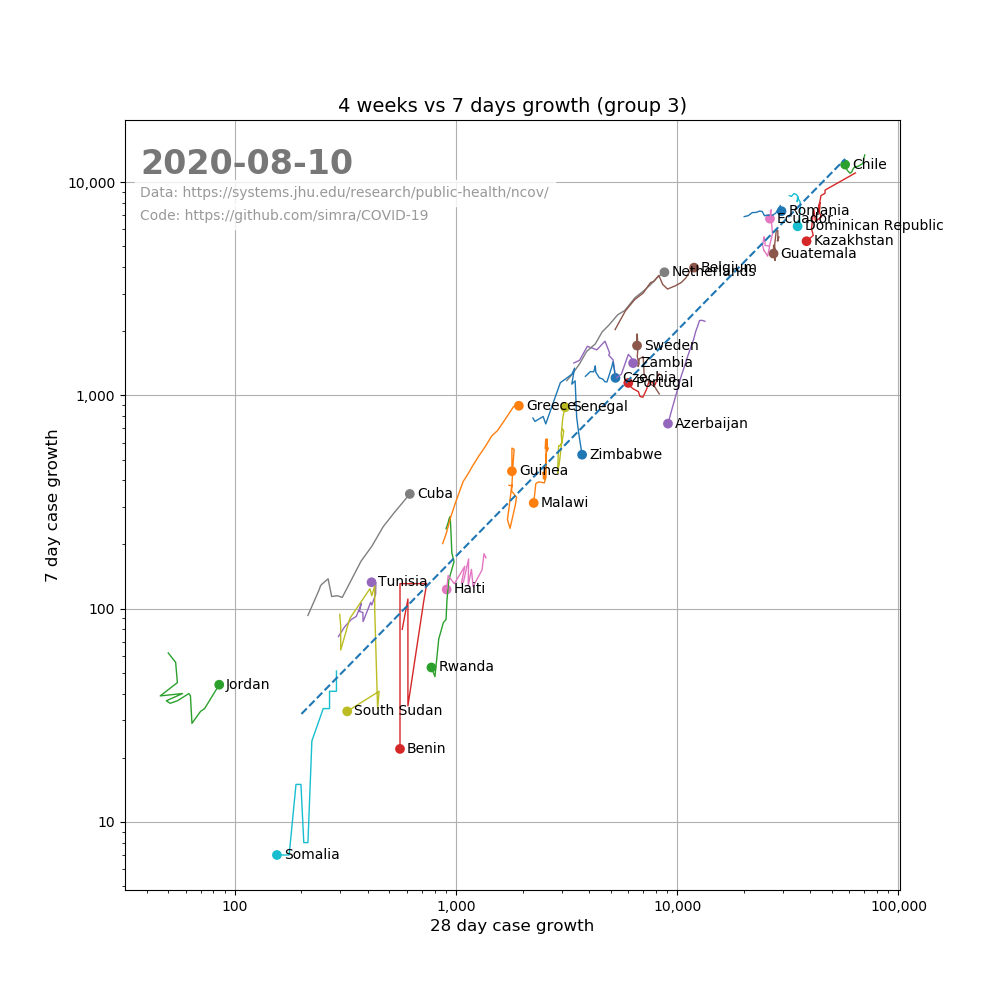 4 weeks vs 7 days growth (group 3)
2020-08-10
Data: https://systems.jhu.edu/research/public-health/ncov/
Code: https://github.com/simra/COVID-19
Chile
Romania
Ecuador
Dominican Republic
Kazakhstan
Guatemala
Belgium
Netherlands
Sweden
Zambia
Czechia
Portugal
Greece
Senegal
Azerbaijan
Zimbabwe
Guinea
Cuba
Malawi
Tunisia
Haiti
Rwanda
Jordan
South Sudan
Benin
Somalia
10,000
1,000
100
10
7 day case growth
100
1,000
10,000
100,000
28 day case growth